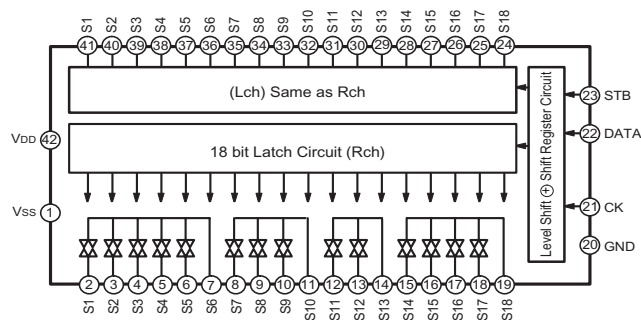 S1 S2 S3 S4 S5 S6 S7 S8 S9 S10 S11 S12 S13 S14 S15 S16 S17 S18
41 40 39 38 37 36 35 34 33 32 31 30 29 28 27 26 25 24
(Lch) Same as Rch
23 STB
VDD 42
22 DATA
18 bit Latch Circuit (Rch)
Level Shift + Shift Register Circuit
VSS 1
21 CK
20 GND
2 3 4 5 6 7 8 9 10 11 12 13 14 15 16 17 18 19
S1 S2 S3 S4 S5 S6 S7 S8 S9 S10 S11 S12 S13 S14 S15 S16 S17 S18